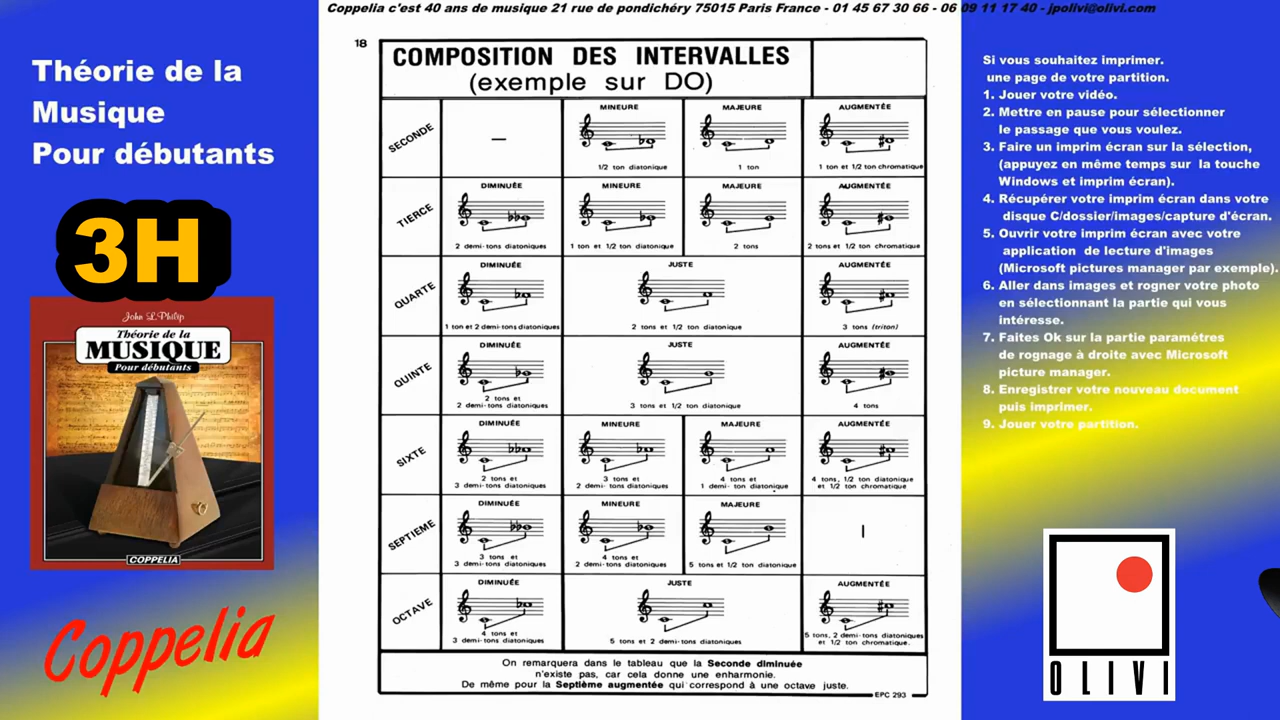 Coppelia c'est 40 ans de musique 21 rue de pondichéry 75015 Paris France - 01 45 67 30 66 - 06 09 11 17 40 - jpolivi@olivi.com
Théorie de la
Musique
Pour débutants
3H
John L. Philip
Théorie de la
MUSIQUE
Pour débutants
COPPELIA
Coppelia
18
COMPOSITION DES INTERVALLES
(exemple sur DO)
SECONDE
MINEURE
MAJEURE
AUGMENTÉE
1/2 ton diatonique
1 ton
1 ton et 1/2 ton chromatique
TIERCE
DIMINUÉE
MINEURE
MAJEURE
AUGMENTÉE
2 demi-tons diatoniques
1 ton et 1/2 ton diatonique
2 tons
2 tons et 1/2 ton chromatique
QUARTE
DIMINUÉE
JUSTE
AUGMENTÉE
1 ton et 2 demi-tons diatoniques
2 tons et 1/2 ton diatonique
3 tons (triton)
QUINTE
DIMINUÉE
JUSTE
AUGMENTÉE
2 tons et
2 demi-tons diatoniques
3 tons et 1/2 ton diatonique
4 tons
SIXTE
DIMINUÉE
MINEURE
MAJEURE
AUGMENTÉE
2 tons et
3 demi-tons diatoniques
3 tons et
2 demi-tons diatoniques
4 tons et
1 demi-ton diatonique
4 tons, 1/2 ton diatonique
et 1/2 ton chromatique
SEPTIEME
DIMINUÉE
MINEURE
MAJEURE
3 tons et
3 demi-tons diatoniques
4 tons et
2 demi-tons diatoniques
5 tons et 1/2 ton diatonique
OCTAVE
DIMINUÉE
JUSTE
AUGMENTÉE
4 tons et
3 demi-tons diatoniques
5 tons et 2 demi-tons diatoniques
5 tons, 2 demi-tons diatoniques
et 1/2 ton chromatique.
On remarquera dans le tableau que la Seconde diminuée
n'existe pas, car cela donne une enharmonie.
De même pour la Septième augmentée qui correspond à une octave juste.
EPC 293
Si vous souhaitez imprimer.
une page de votre partition.
1. Jouer votre vidéo.
2. Mettre en pause pour sélectionner
le passage que vous voulez.
3. Faire un imprim écran sur la sélection,
(appuyez en même temps sur la touche
Windows et imprim écran).
4. Récupérer votre imprim écran dans votre
disque C/dossier/images/capture d'écran.
5. Ouvrir votre imprim écran avec votre
application de lecture d'images
(Microsoft pictures manager par exemple).
6. Aller dans images et rogner votre photo
en sélectionnant la partie qui vous
intéresse.
7. Faites Ok sur la partie paramétres
de rognage à droite avec Microsoft
picture manager.
8. Enregistrer votre nouveau document
puis imprimer.
9. Jouer votre partition.
OLIVI